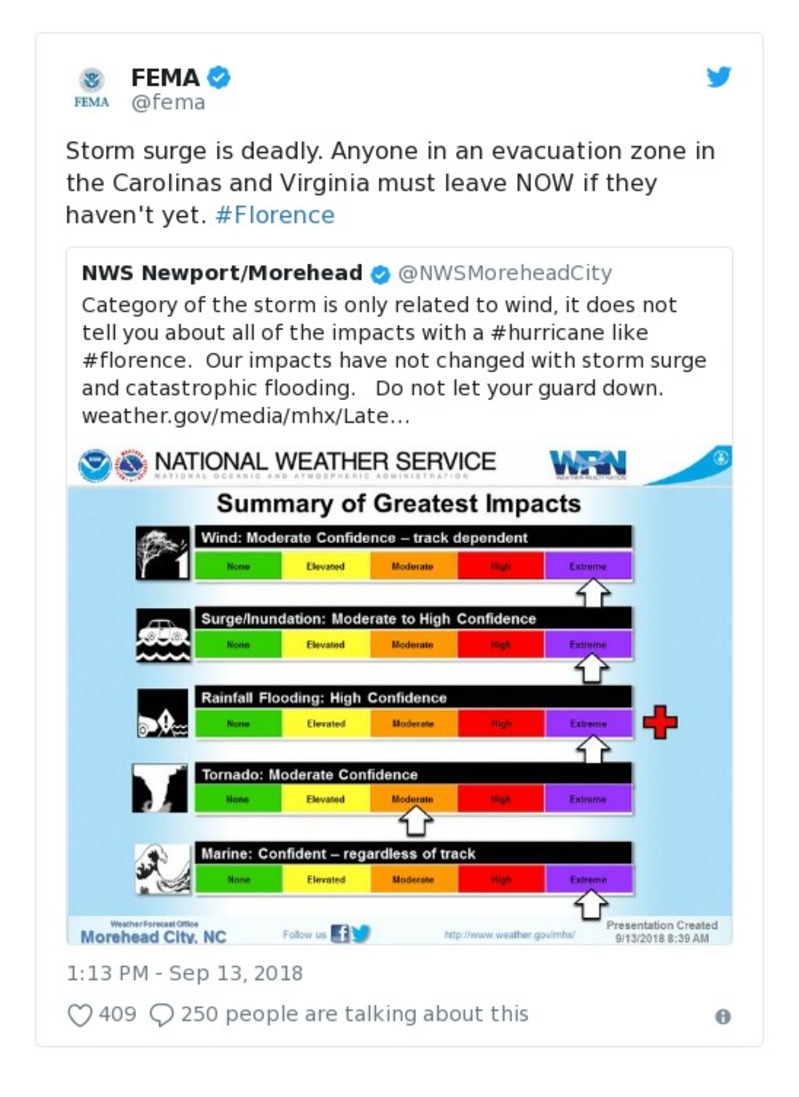 FEMA
@fema
FEMA
Storm surge is deadly. Anyone in an evacuation zone in
the Carolinas and Virginia must leave NOW if they
haven't yet. #Florence
NWS Newport/Morehead @NWSMoreheadCity
Category of the storm is only related to wind, it does not
tell you about all of the impacts with a #hurricane like
#florence.  Our impacts have not changed with storm surge
and catastrophic flooding.   Do not let your guard down.
weather.gov/media/mhx/Late…
NATIONAL WEATHER SERVICE
NATIONAL OCEANIC AND ATMOSPHERIC ADMINISTRATION
WRN
WEATHER-READY NATION
Summary of Greatest Impacts
Wind: Moderate Confidence – track dependent
None Elevated Moderate High Extreme
Surge/Inundation: Moderate to High Confidence
None Elevated Moderate High Extreme
Rainfall Flooding: High Confidence
None Elevated Moderate High Extreme
Tornado: Moderate Confidence
None Elevated Moderate High Extreme
Marine: Confident – regardless of track
None Elevated Moderate High Extreme
Weather Forecast Office
Morehead City, NC
Follow us
http://www.weather.gov/mhx/
Presentation Created
9/13/2018 8:39 AM
1:13 PM - Sep 13, 2018
409 250 people are talking about this